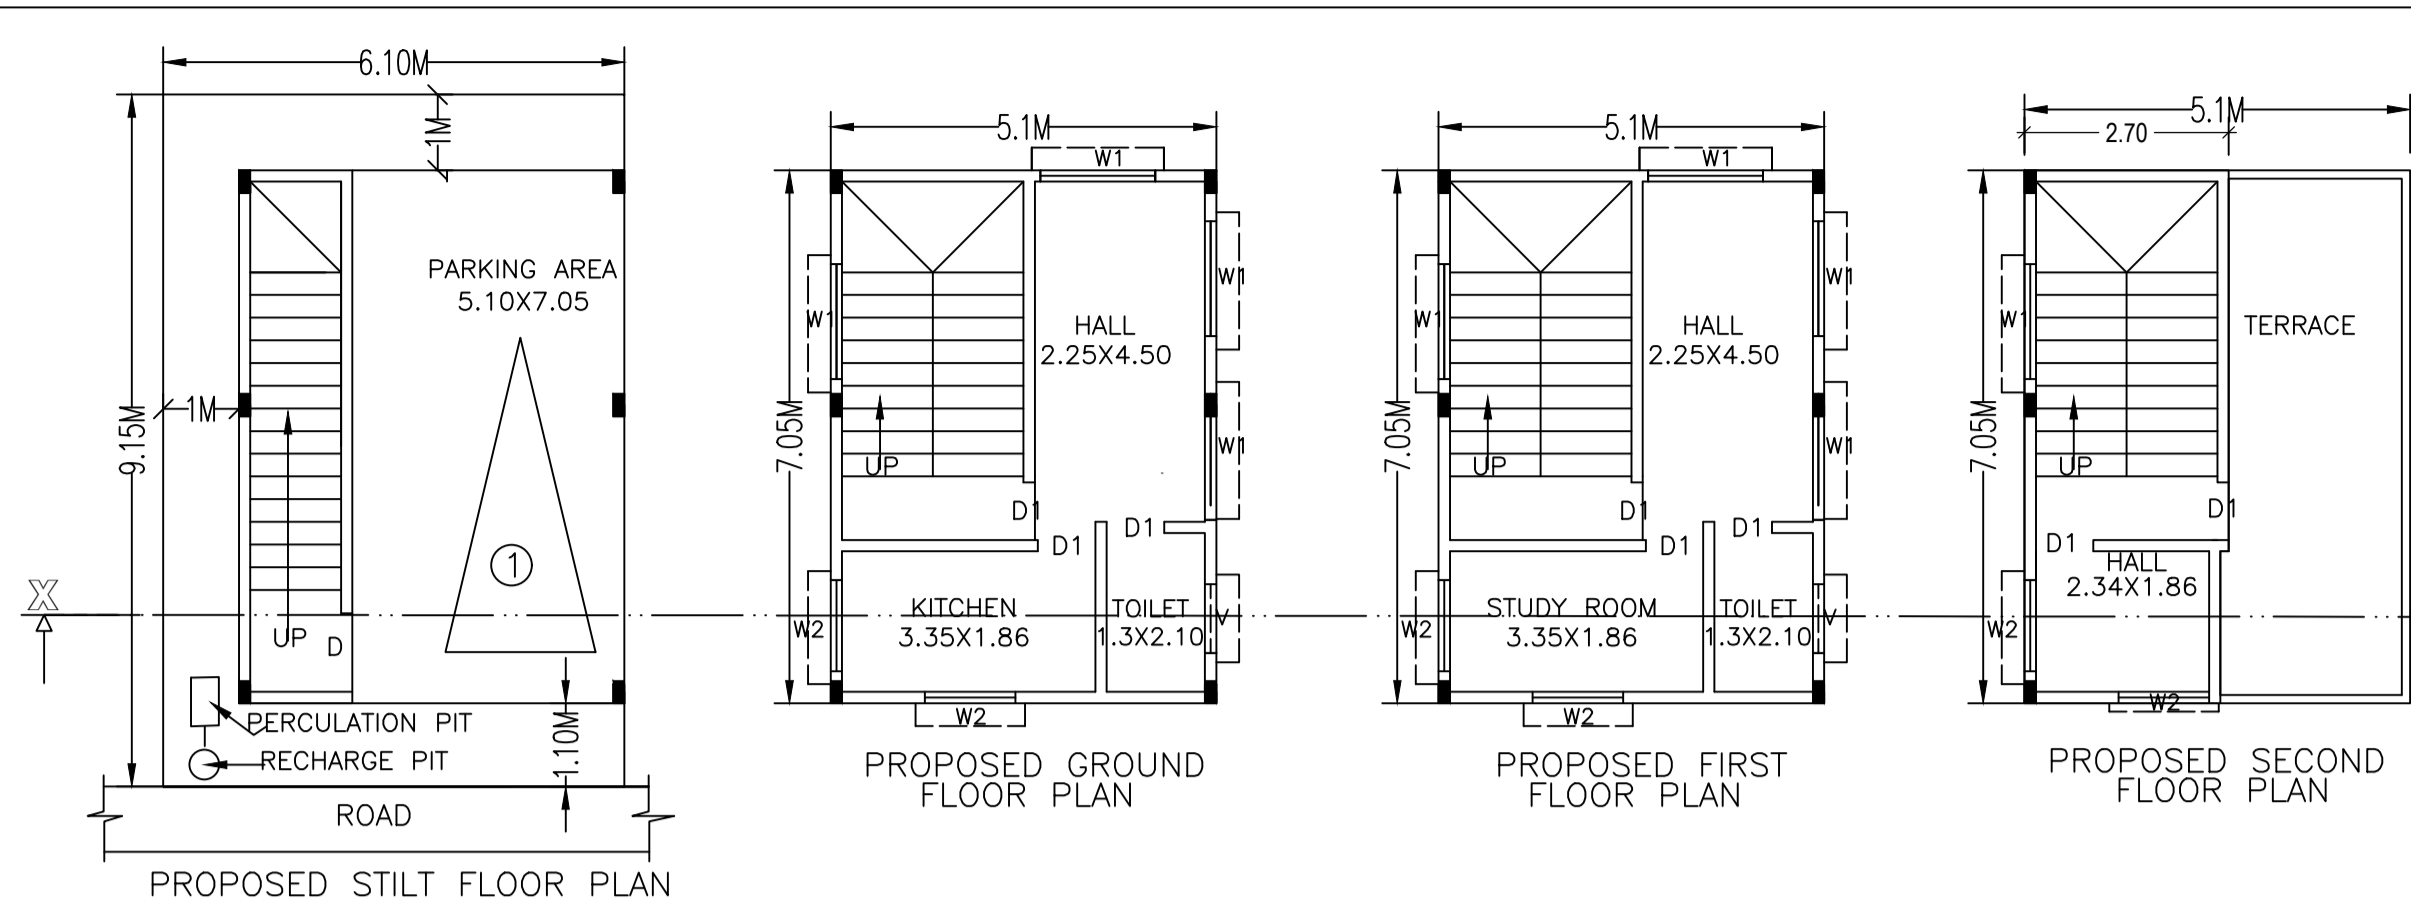 6.10M
1M
9.15M
1M
PARKING AREA
5.10X7.05
1
X
UP
D
PERCULATION PIT
RECHARGE PIT
1.10M
ROAD
PROPOSED STILT FLOOR PLAN
5.1M
W1
7.05M
W1
HALL
2.25X4.50
W1
W1
UP
D1
D1
D1
KITCHEN
3.35X1.86
TOILET
1.3X2.10
W2
V
W2
PROPOSED GROUND
FLOOR PLAN
5.1M
W1
7.05M
W1
HALL
2.25X4.50
W1
W1
UP
D1
D1
D1
STUDY ROOM
3.35X1.86
TOILET
1.3X2.10
W2
V
W2
PROPOSED FIRST
FLOOR PLAN
5.1M
2.70
7.05M
W1
TERRACE
UP
D1
D1
HALL
2.34X1.86
W2
W2
PROPOSED SECOND
FLOOR PLAN